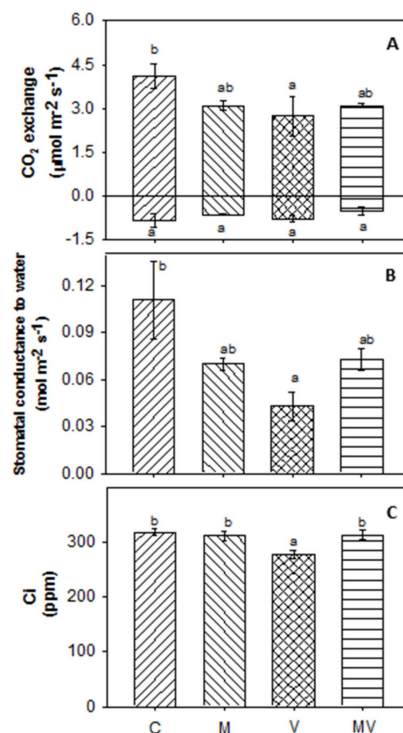 A
CO2 exchange
(µmol m-2 s-1)
6.0
4.5
3.0
1.5
0.0
-1.5
b
ab
a
ab
a
a
a
a
B
Stomatal conductance to water
(mol m-2 s-1)
0.12
0.09
0.06
0.03
0.00
b
ab
a
ab
C
Ci
(ppm)
300
200
100
0
b
b
a
b
C M V MV